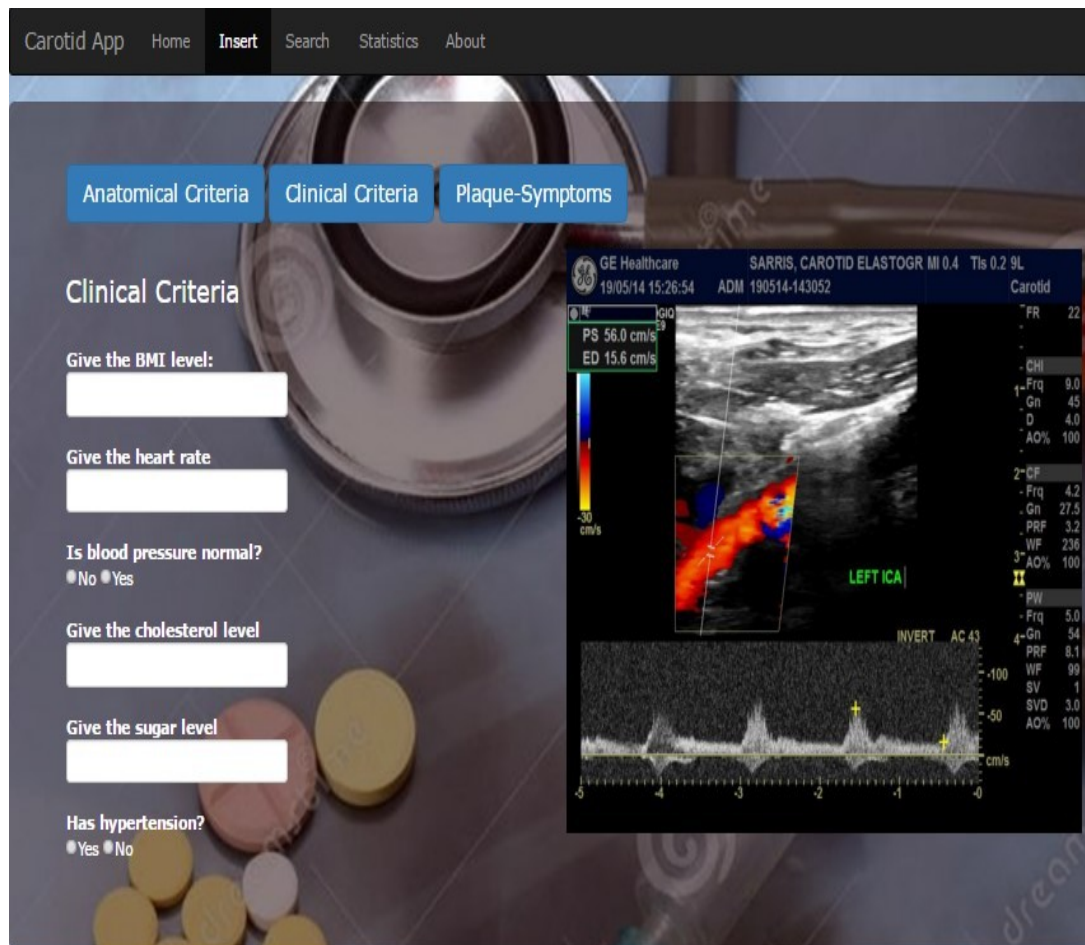 Carotid App Home Insert Search Statistics About
Anatomical Criteria Clinical Criteria Plaque-Symptoms
Clinical Criteria
Give the BMI level:
Give the heart rate
Is blood pressure normal?
No Yes
Give the cholesterol level
Give the sugar level
Has hypertension?
Yes No
GE Healthcare SARRIS, CAROTID ELASTOGR MI 0.4 TIs 0.2 9L
19/05/14 15:26:54 ADM 190514-143052 Carotid
PS 56.0 cm/s
ED 15.6 cm/s
-30
cm/s
LEFT ICA
INVERT AC 43
FR 22
CHI
Frq 9.0
Gn 45
D 4.0
AO% 100
CF
Frq 4.2
Gn 27.5
PRF 3.2
WF 236
AO% 100
PW
Frq 5.0
Gn 54
PRF 8.1
WF 99
SV 1
SVD 3.0
AO% 100
1
2
3
4
-100
-50
cm/s
-5 -4 -3 -2 -1 -0
dreamstime